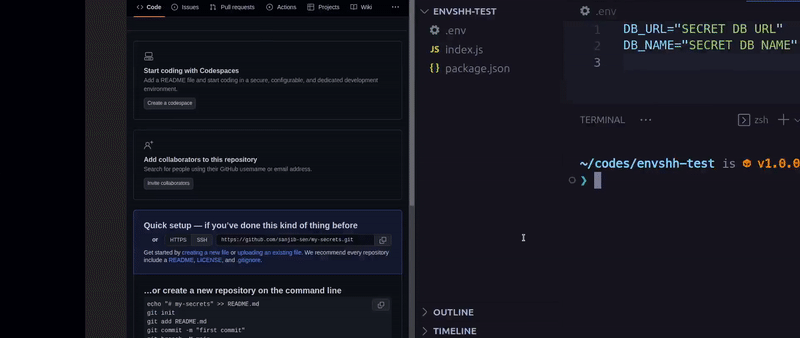 Code Issues Pull requests Actions Projects Wiki ...
Start coding with Codespaces
Add a README file and start coding in a secure, configurable, and dedicated development
environment.
Create a codespace
Add collaborators to this repository
Search for people using their GitHub username or email address.
Invite collaborators
Quick setup — if you've done this kind of thing before
or HTTPS SSH https://github.com/sanjib-sen/my-secrets.git
Get started by creating a new file or uploading an existing file. We recommend every repository
include a README, LICENSE, and .gitignore.
...or create a new repository on the command line
echo "# my-secrets" >> README.md
git init
git add README.md
git commit -m "first commit"
ENVSHH-TEST
.env
JS index.js
{} package.json
OUTLINE
TIMELINE
.env
1 DB_URL="SECRET DB URL"
2 DB_NAME="SECRET DB NAME"
3
TERMINAL ... zsh
~/codes/envshh-test is v1.0.0
❯